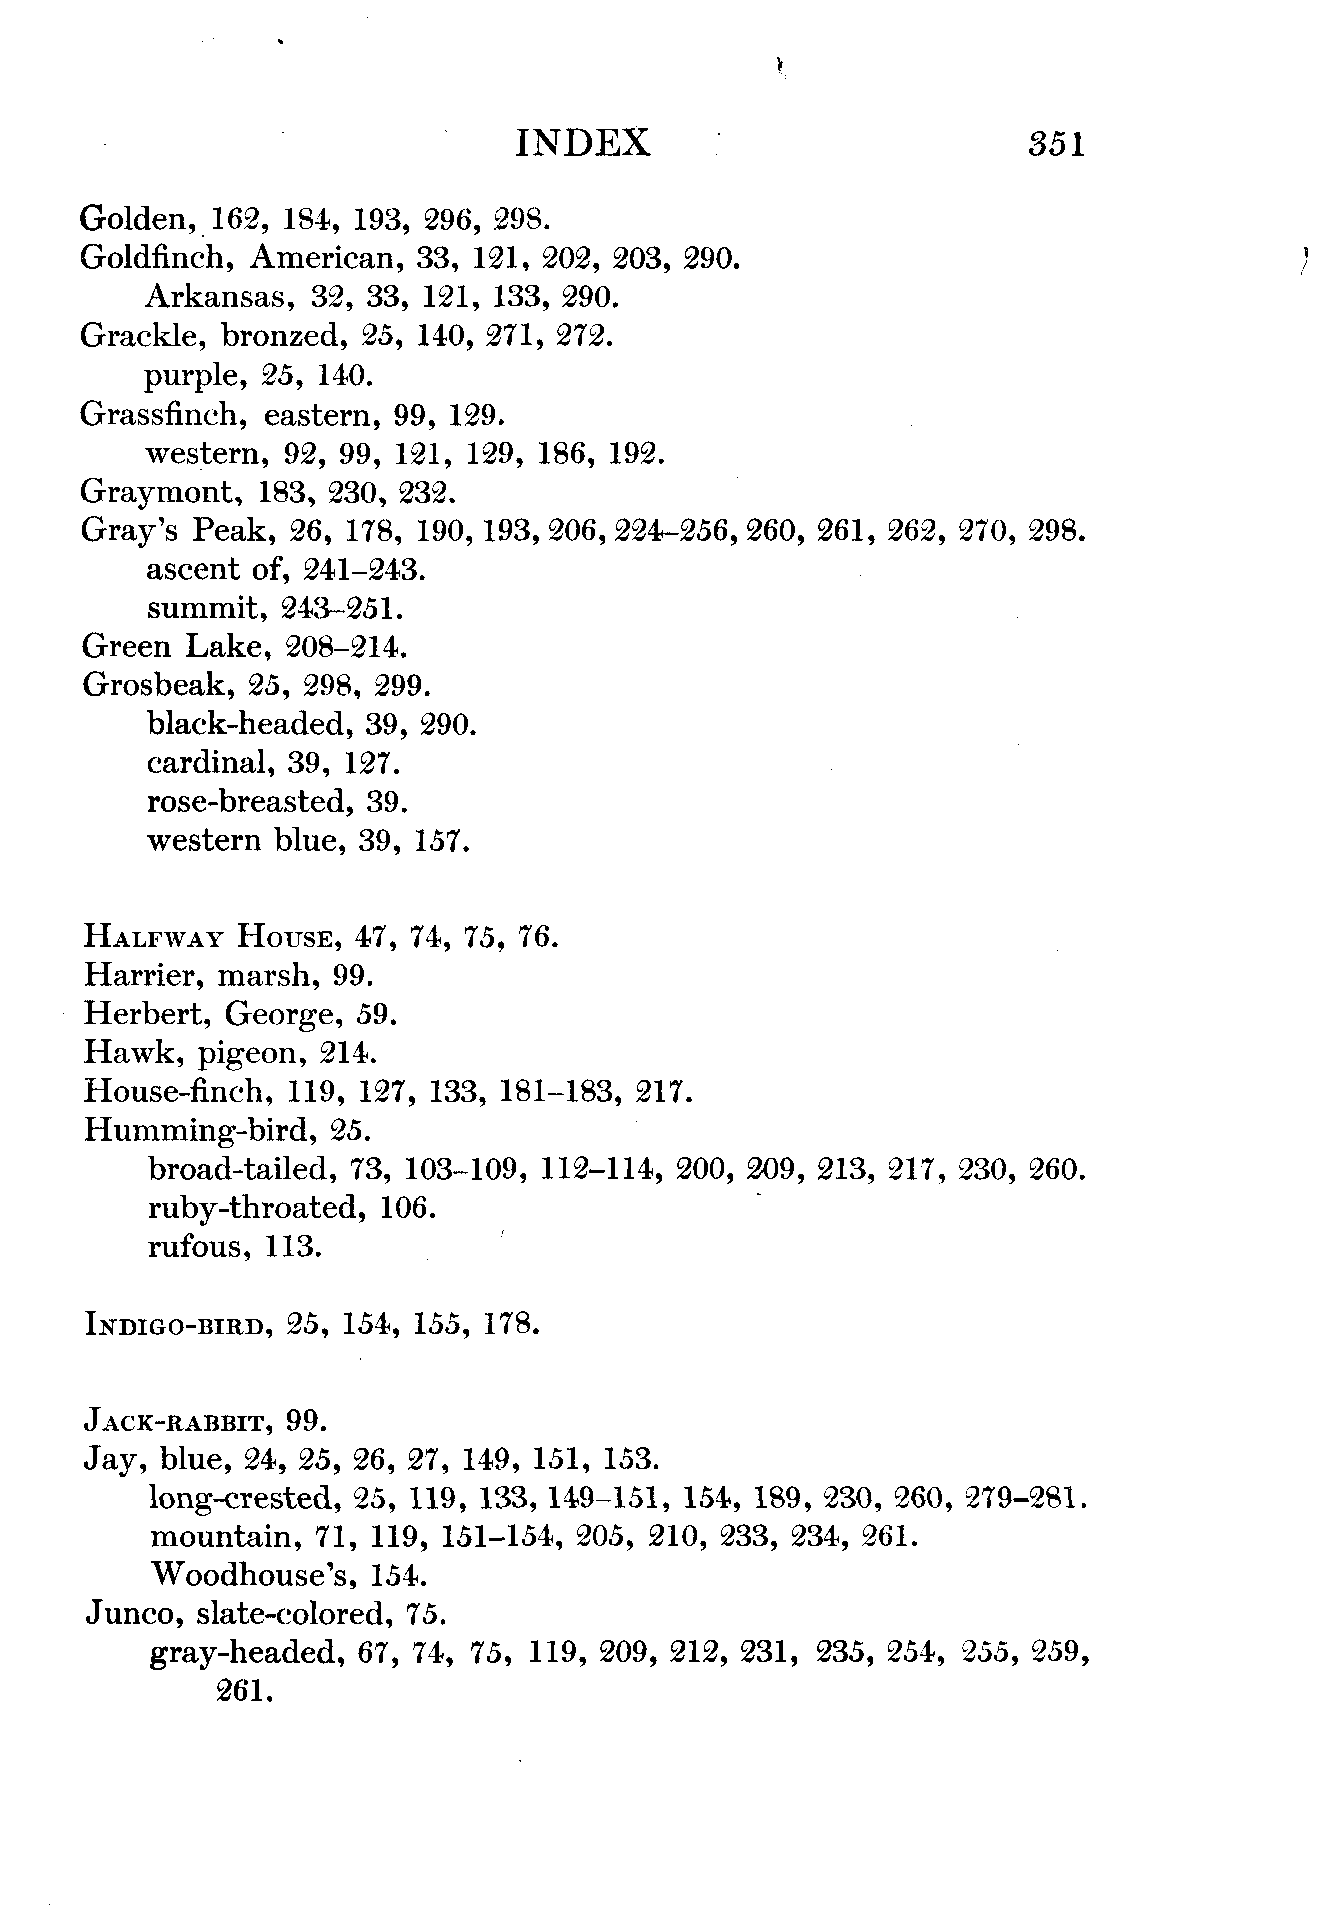 INDEX 351
Golden, 162, 184, 193, 296, 298.
Goldfinch, American, 33, 121, 202, 203, 290.
Arkansas, 32, 33, 121, 133, 290.
Grackle, bronzed, 25, 140, 271, 272.
purple, 25, 140.
Grassfinch, eastern, 99, 129.
western, 92, 99, 121, 129, 186, 192.
Graymont, 183, 230, 232.
Gray's Peak, 26, 178, 190, 193, 206, 224–256, 260, 261, 262, 270, 298.
ascent of, 241–243.
summit, 243–251.
Green Lake, 208–214.
Grosbeak, 25, 298, 299.
black-headed, 39, 290.
cardinal, 39, 127.
rose-breasted, 39.
western blue, 39, 157.
HALFWAY HOUSE, 47, 74, 75, 76.
Harrier, marsh, 99.
Herbert, George, 59.
Hawk, pigeon, 214.
House-finch, 119, 127, 133, 181–183, 217.
Humming-bird, 25.
broad-tailed, 73, 103–109, 112–114, 200, 209, 213, 217, 230, 260.
ruby-throated, 106.
rufous, 113.
INDIGO-BIRD, 25, 154, 155, 178.
JACK-RABBIT, 99.
Jay, blue, 24, 25, 26, 27, 149, 151, 153.
long-crested, 25, 119, 133, 149–151, 154, 189, 230, 260, 279–281.
mountain, 71, 119, 151–154, 205, 210, 233, 234, 261.
Woodhouse's, 154.
Junco, slate-colored, 75.
gray-headed, 67, 74, 75, 119, 209, 212, 231, 235, 254, 255, 259,
261.